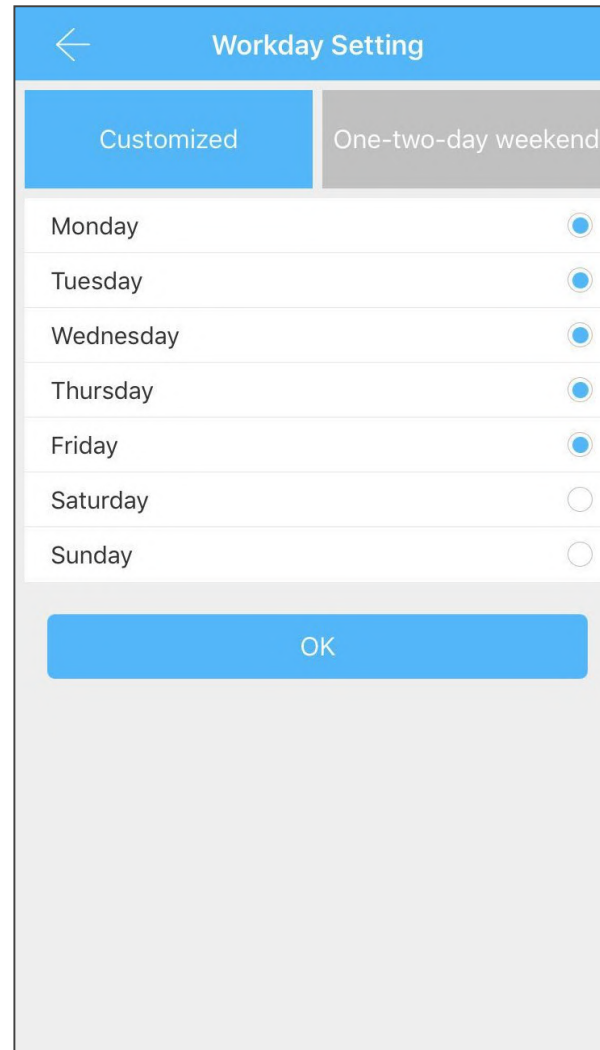 Workday Setting
Customized
One-two-day weekend
Monday
Tuesday
Wednesday
Thursday
Friday
Saturday
Sunday
OK